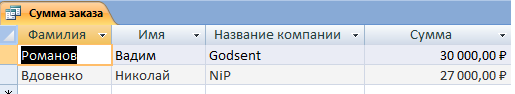 Сумма заказа
Фамилия Имя Название компании Сумма
Романов Вадим Godsent 30 000,00 ₽
Вдовенко Николай NiP 27 000,00 ₽
*